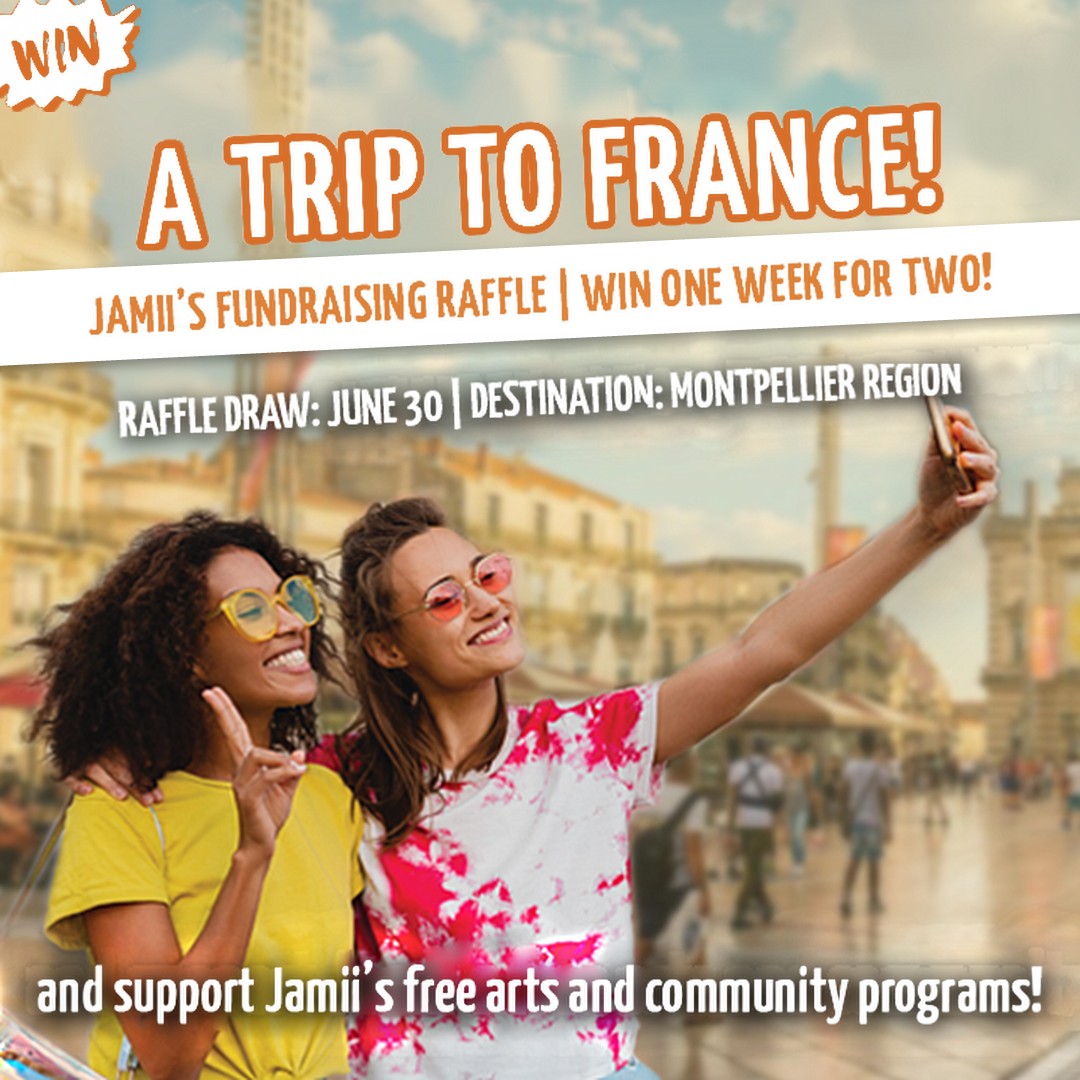 WIN
A TRIP TO FRANCE!
JAMII'S FUNDRAISING RAFFLE | WIN ONE WEEK FOR TWO!
RAFFLE DRAW: JUNE 30 | DESTINATION: MONTPELLIER REGION
and support Jamii's free arts and community programs!